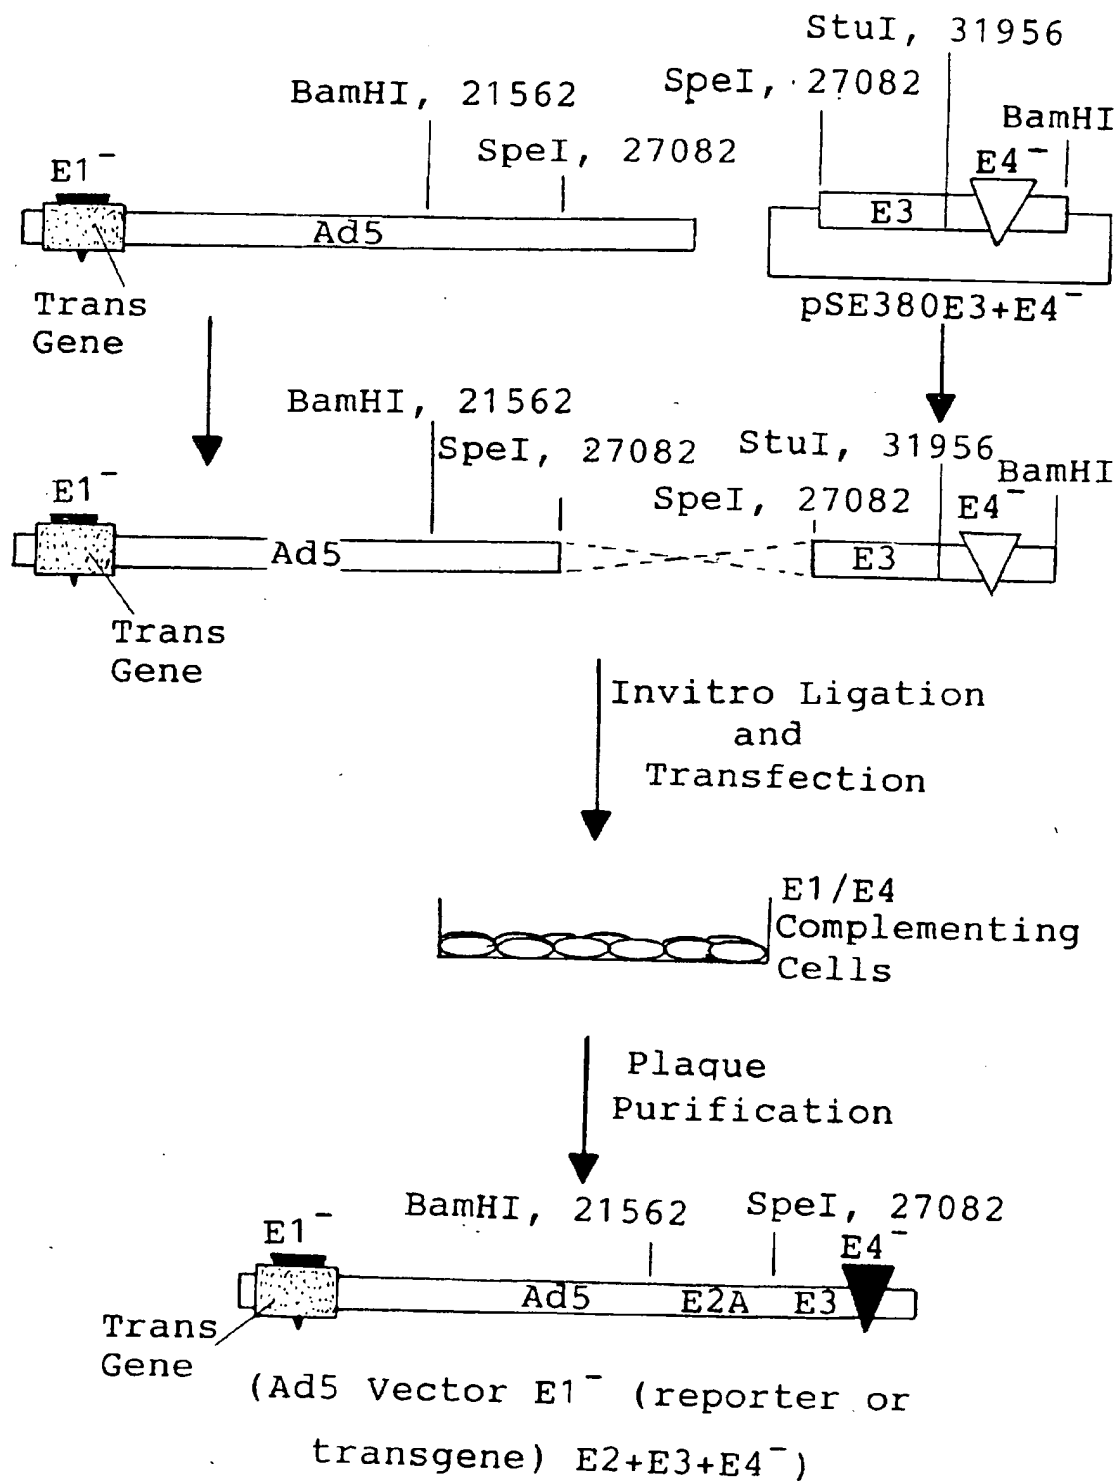 StuI, 31956
SpeI, 27082
BamHI, 21562
BamHI
SpeI, 27082
E1-
E4-
E3
Ad5
Trans
Gene
pSE380E3+E4-
BamHI, 21562
SpeI, 27082
StuI, 31956
BamHI
SpeI, 27082
E4-
E1-
Ad5
E3
Trans
Gene
Invitro Ligation
and
Transfection
E1/E4
Complementing
Cells
Plaque
Purification
BamHI, 21562
SpeI, 27082
E1-
E4-
Ad5
E2A
E3
Trans
Gene
(Ad5 Vector E1- (reporter or
transgene) E2+E3+E4-)